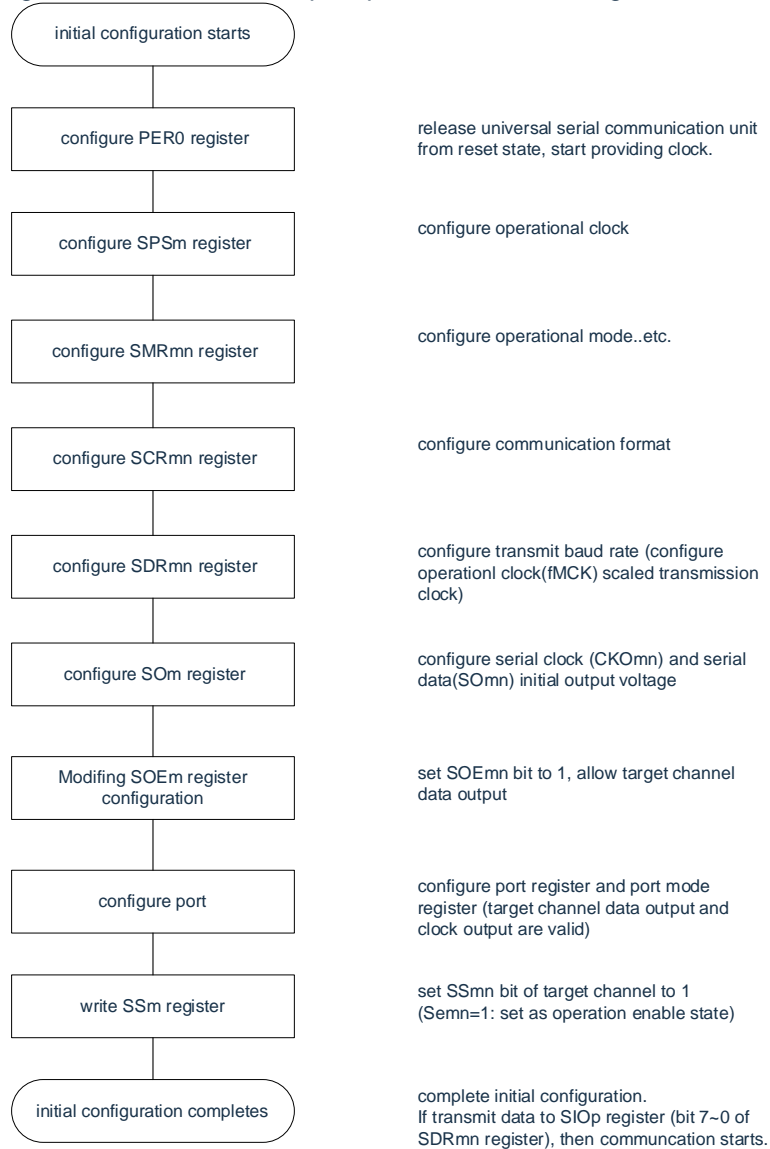 initial configuration starts
configure PER0 register
release universal serial communication unit
from reset state, start providing clock.
configure SPSm register
configure operational clock
configure SMRmn register
configure operational mode..etc.
configure SCRmn register
configure communication format
configure SDRmn register
configure transmit baud rate (configure
operationl clock(fMCK) scaled transmission
clock)
configure SOm register
configure serial clock (CKOmn) and serial
data(SOmn) initial output voltage
Modifing SOEm register
configuration
set SOEmn bit to 1, allow target channel
data output
configure port
configure port register and port mode
register (target channel data output and
clock output are valid)
write SSm register
set SSmn bit of target channel to 1
(Semn=1: set as operation enable state)
initial configuration completes
complete initial configuration.
If transmit data to SIOp register (bit 7~0 of
SDRmn register), then communcation starts.